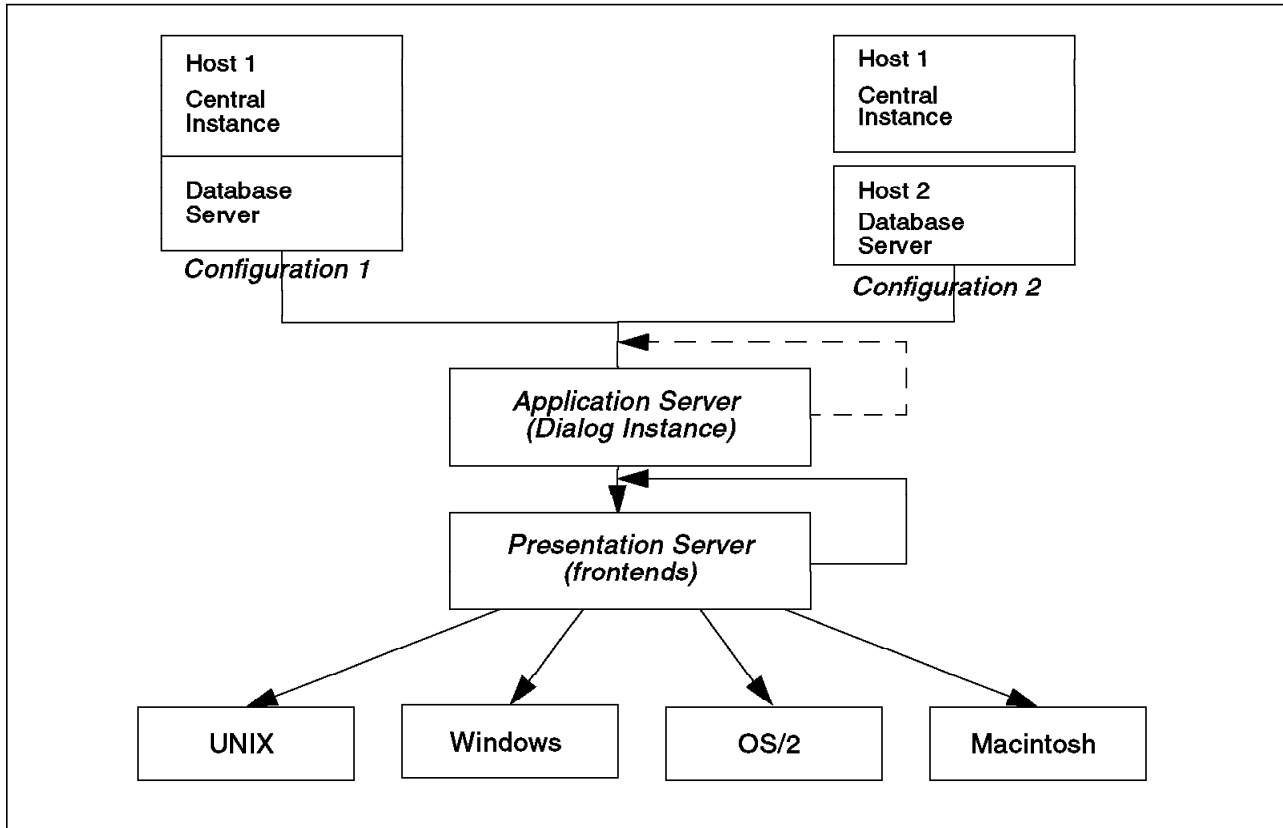 Host 1
Central
Instance
Database
Server
Configuration 1
Host 1
Central
Instance
Host 2
Database
Server
Configuration 2
Application Server
(Dialog Instance)
Presentation Server
(frontends)
UNIX
Windows
OS/2
Macintosh